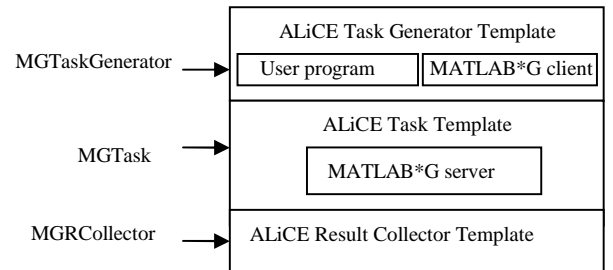 ALiCE Task Generator Template
MGTaskGenerator
User program
MATLAB*G client
ALiCE Task Template
MGTask
MATLAB*G server
MGRCollector
ALiCE Result Collector Template